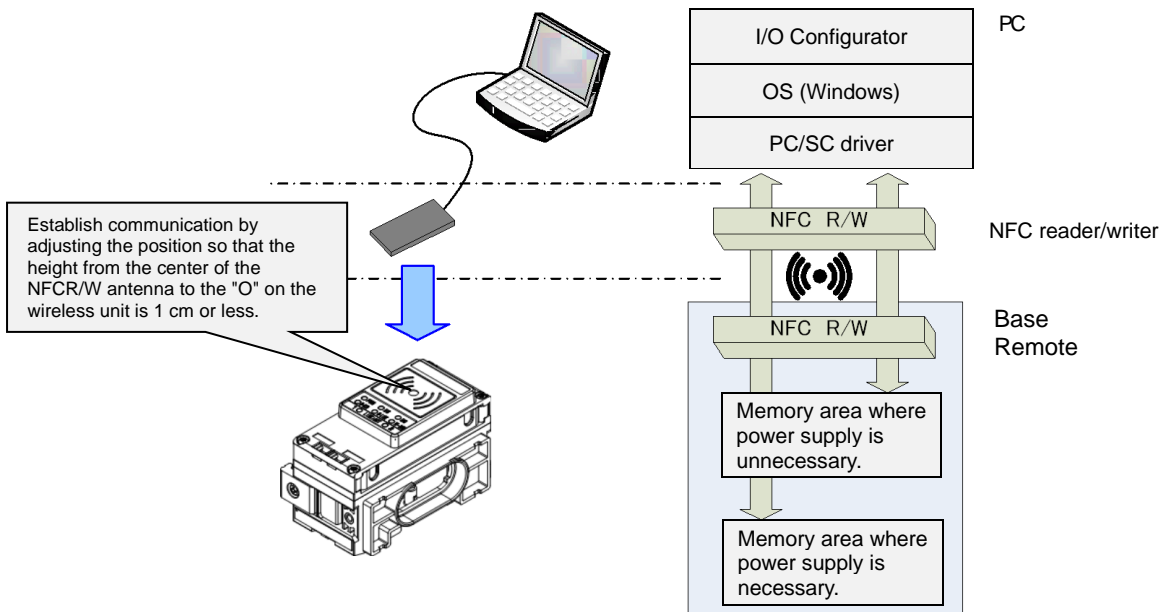 I/O Configurator
PC
OS (Windows)
PC/SC driver
Establish communication by
adjusting the position so that the
height from the center of the
NFCR/W antenna to the "O" on the
wireless unit is 1 cm or less.
NFC R/W
NFC reader/writer
NFC R/W
Base
Remote
Memory area where
power supply is
unnecessary.
Memory area where
power supply is
necessary.